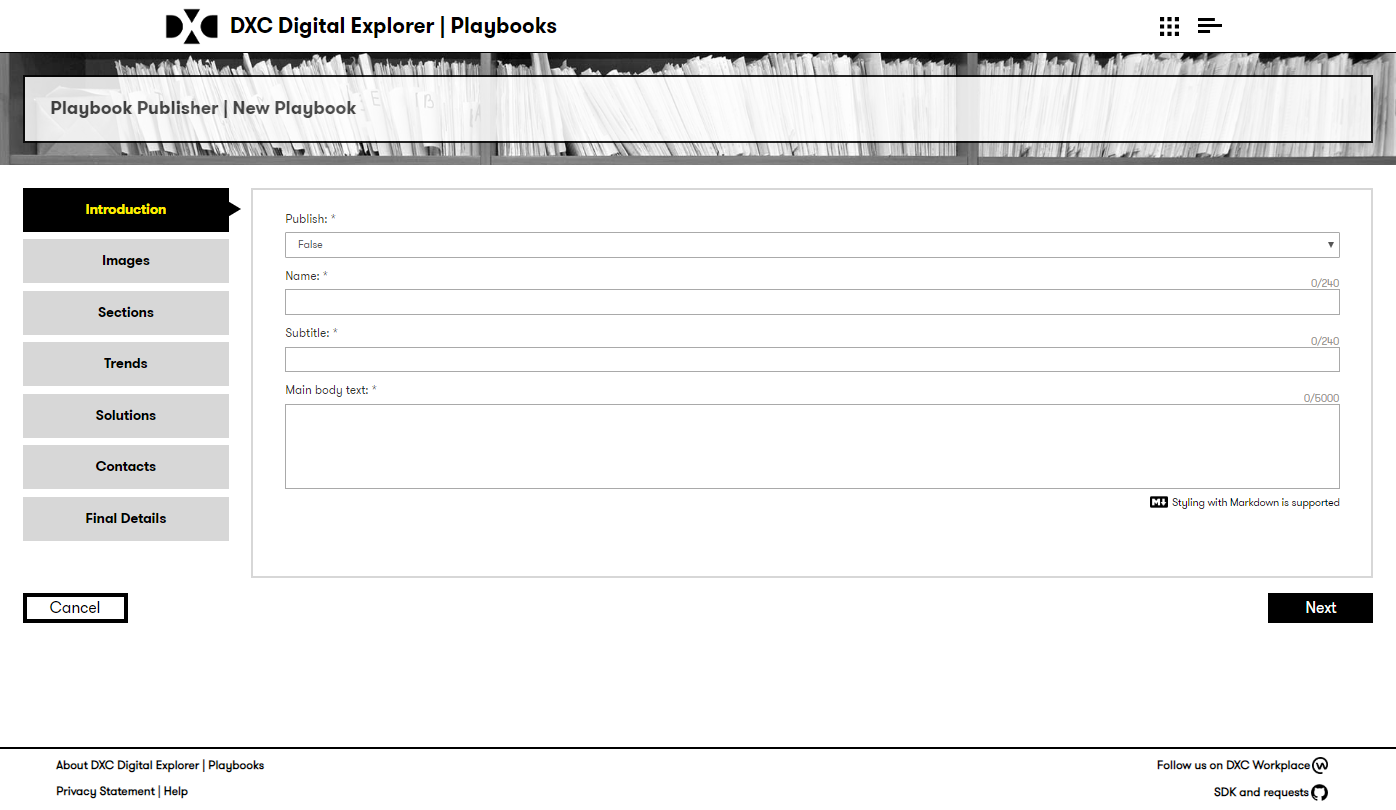 DXC DXC Digital Explorer | Playbooks
Playbook Publisher | New Playbook
Introduction
Images
Sections
Trends
Solutions
Contacts
Final Details
Publish: *
False
Name: *
0/240
Subtitle: *
0/240
Main body text: *
0/5000
M Styling with Markdown is supported
Cancel
Next
About DXC Digital Explorer | Playbooks
Privacy Statement | Help
Follow us on DXC Workplace
SDK and requests